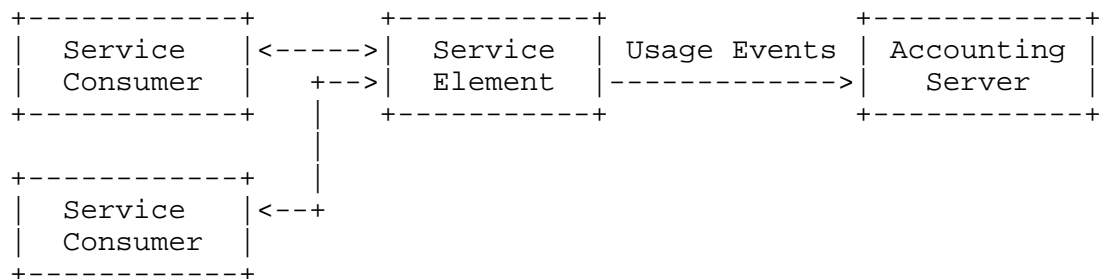 +------------+            +-----------+                    +------------+
|   Service  |<----->|   Service   | Usage Events | Accounting |
|   Consumer |    +-->|   Element   |------------->|   Server   |
+------------+    |   +-----------+                +------------+
                  |
+------------+    |
|   Service  |<--+
|   Consumer |
+------------+